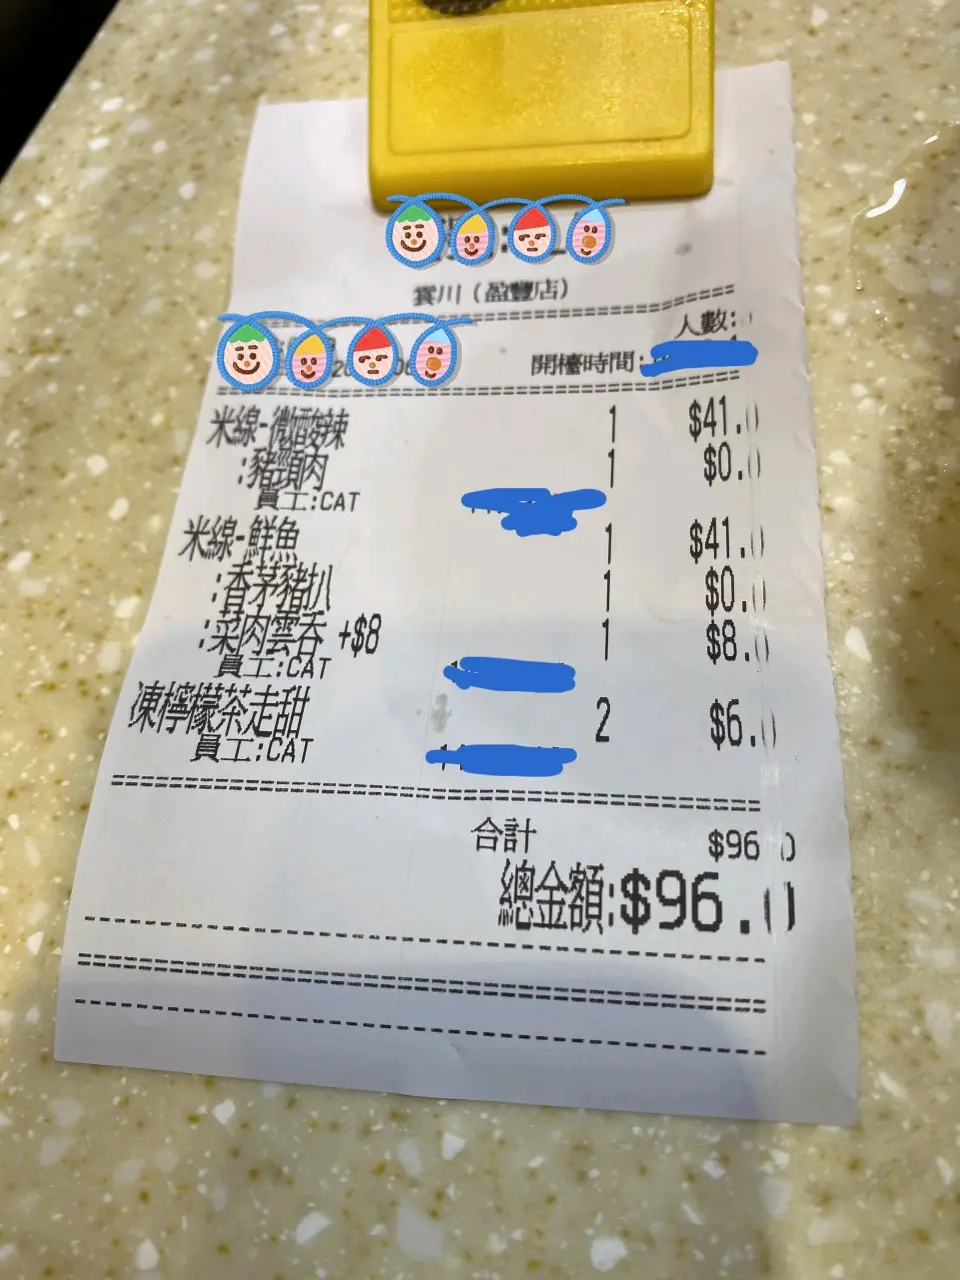 雲川（盈豐店）
人數:
開檯時間:
米線-微酸辣 1 $41.0
:豬頸肉 1 $0.0
員工:CAT
米線-鮮魚 1 $41.0
:香茅豬扒 1 $0.0
:菜肉雲吞 +$8 1 $8.0
員工:CAT
凍檸檬茶走甜 2 $6.0
員工:CAT
合計 $96.0
總金額:$96.0